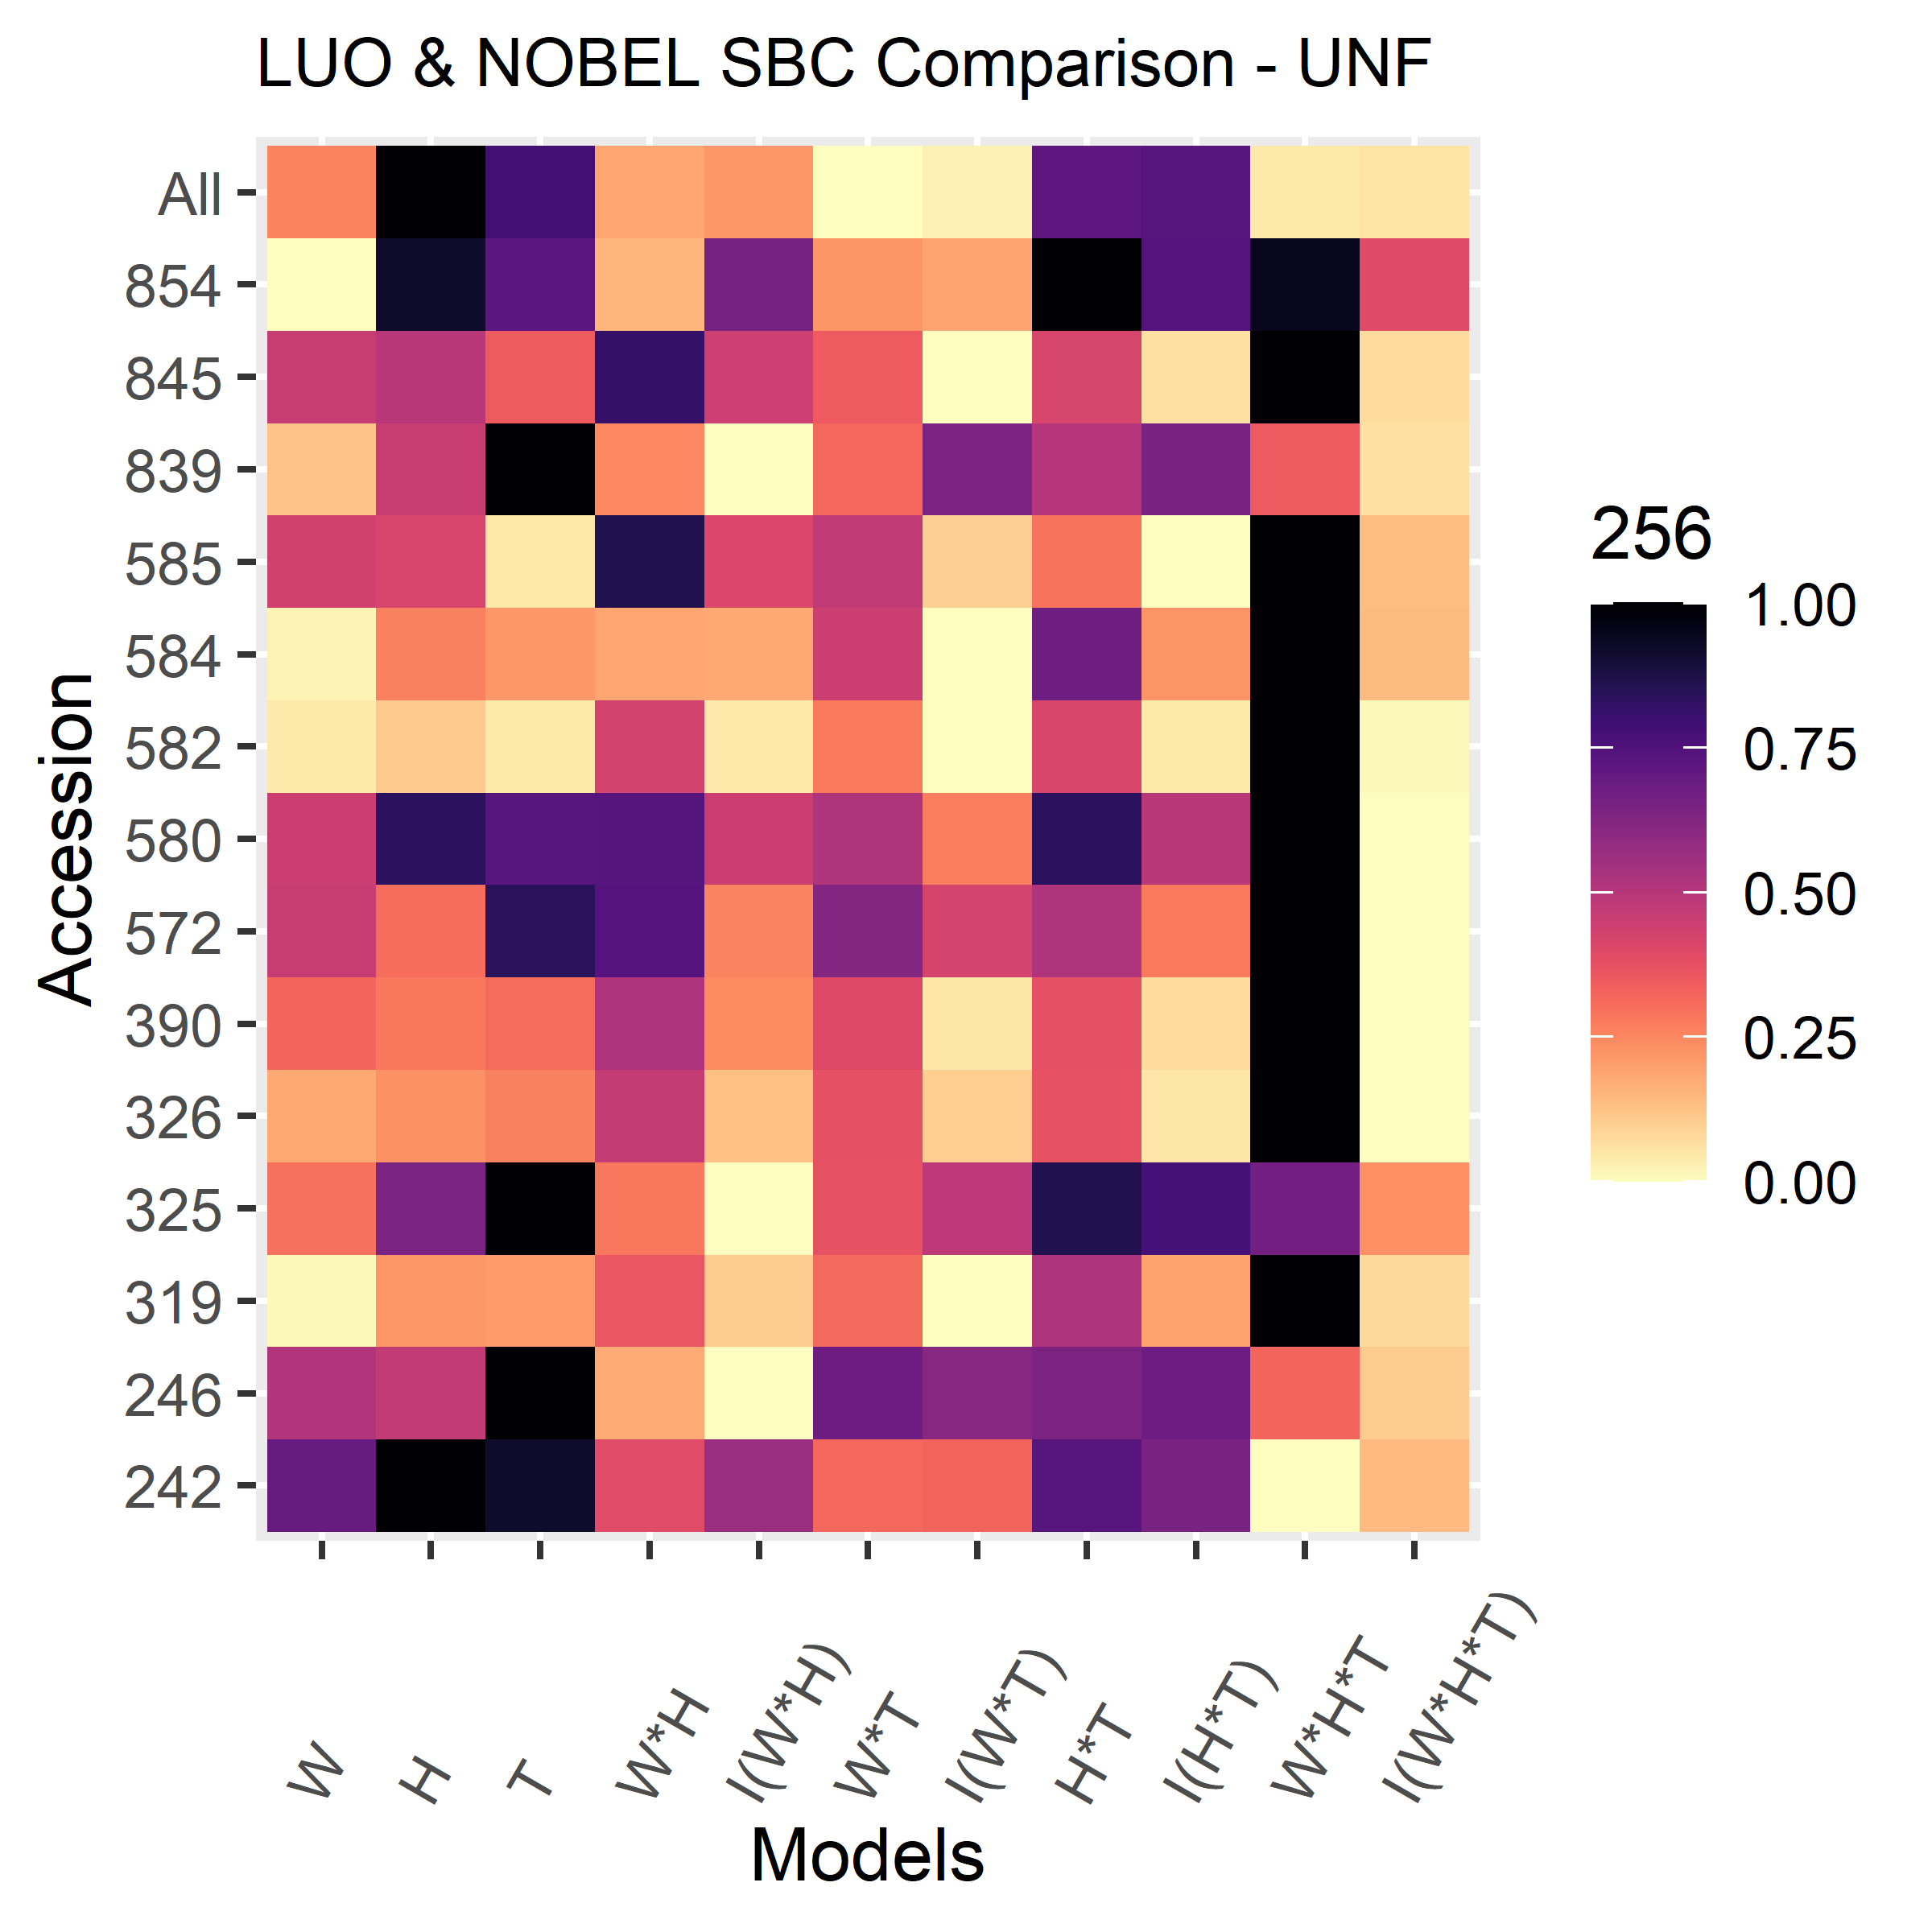 LUO & NOBEL SBC Comparison - UNF
Accession
All
854
845
839
585
584
582
580
572
390
326
325
319
246
242
256
1.00
0.75
0.50
0.25
0.00
W
H
T
W*H
I(W*H)
W*T
I(W*T)
H*T
I(H*T)
W*H*T
I(W*H*T)
Models